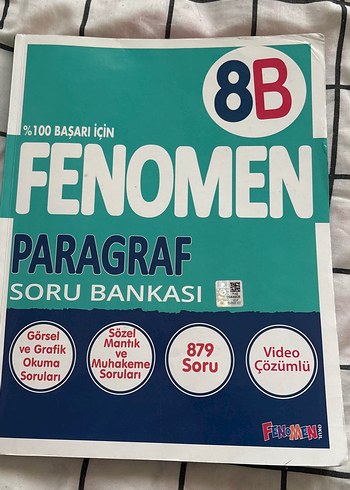 8B
%100 BAŞARI İÇİN
FENOMEN
PARAGRAF
SORU BANKASI
Görsel
ve Grafik
Okuma
Soruları
Sözel
Mantık
ve
Muhakeme
Soruları
879
Soru
Video
Çözümlü
FENOMEN